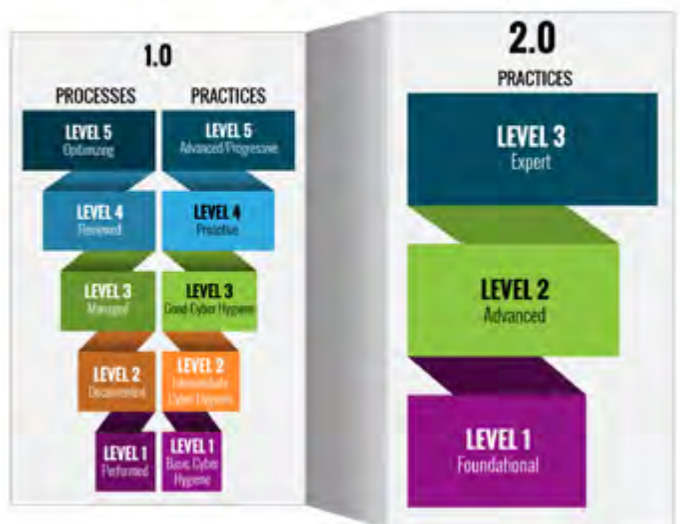 1.0
PROCESSES
PRACTICES
LEVEL 5
Optimizing
LEVEL 5
Advanced/Progressive
LEVEL 4
Reviewed
LEVEL 4
Proactive
LEVEL 3
Managed
LEVEL 3
Good Cyber Hygiene
LEVEL 2
Documented
LEVEL 2
Intermediate
Cyber Hygiene
LEVEL 1
Performed
LEVEL 1
Basic Cyber
Hygiene
2.0
PRACTICES
LEVEL 3
Expert
LEVEL 2
Advanced
LEVEL 1
Foundational